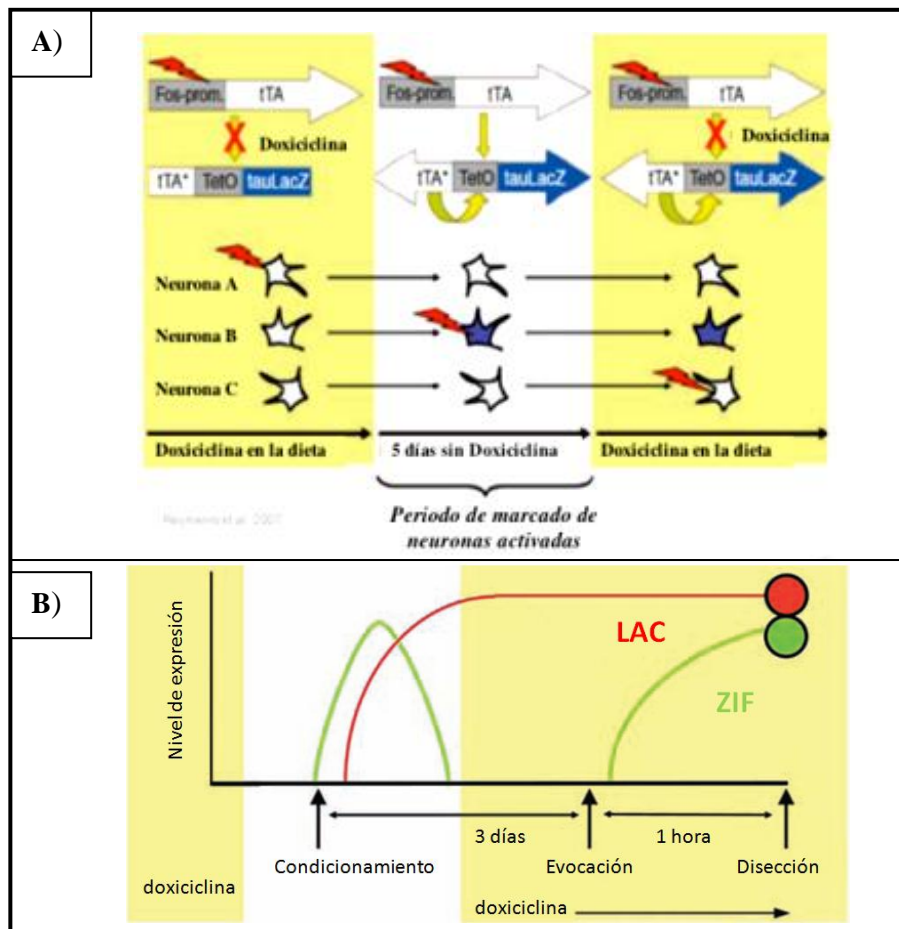 A)
Fos-prom. tTA
Doxiciclina
tTA* TetO tauLacZ
Fos-prom. tTA
tTA* TetO tauLacZ
Fos-prom. tTA
Doxiciclina
tTA* TetO tauLacZ
Neurona A
Neurona B
Neurona C
Doxiciclina en la dieta
5 días sin Doxiciclina
Doxiciclina en la dieta
Periodo de marcado de
neuronas activadas
2007
B)
Nivel de expresión
LAC
ZIF
3 días
1 hora
Condicionamiento
Evocación
Disección
doxiciclina
doxiciclina